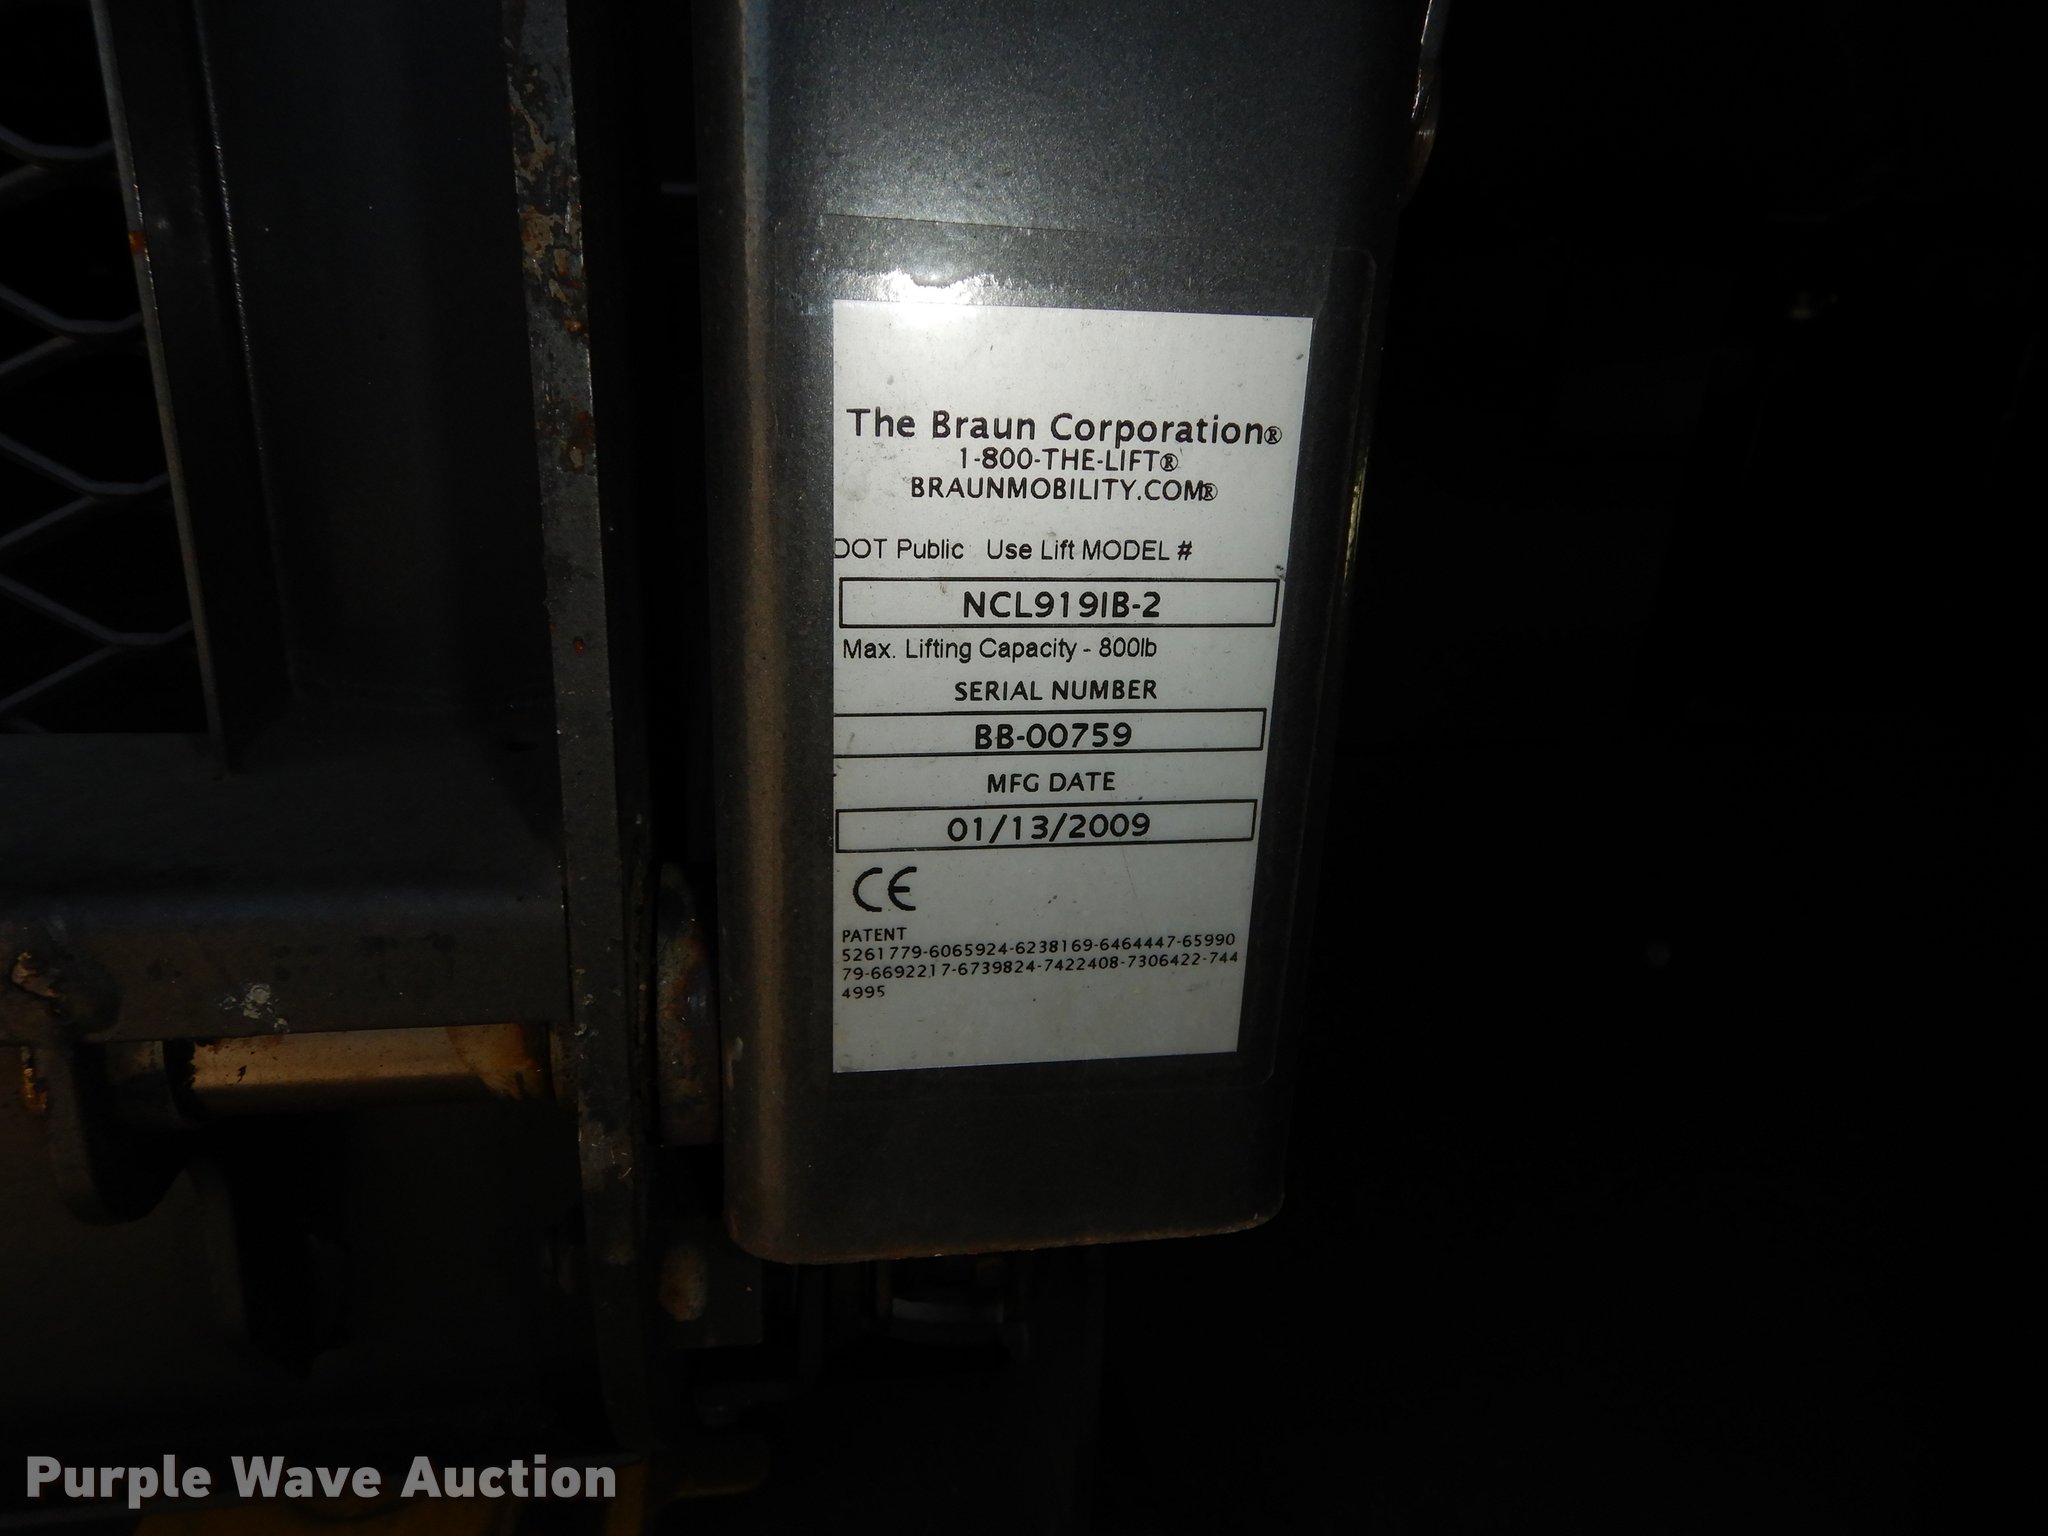 The Braun Corporation®
1-800-THE-LIFT®
BRAUNMOBILITY.COM®
DOT Public Use Lift MODEL #
NCL919IB-2
Max. Lifting Capacity - 800lb
SERIAL NUMBER
BB-00759
MFG DATE
01/13/2009
CE
PATENT
5261779-6065924-6238169-6464447-65990
79-6692217-6739824-7422408-7306422-744
4995
Purple Wave Auction